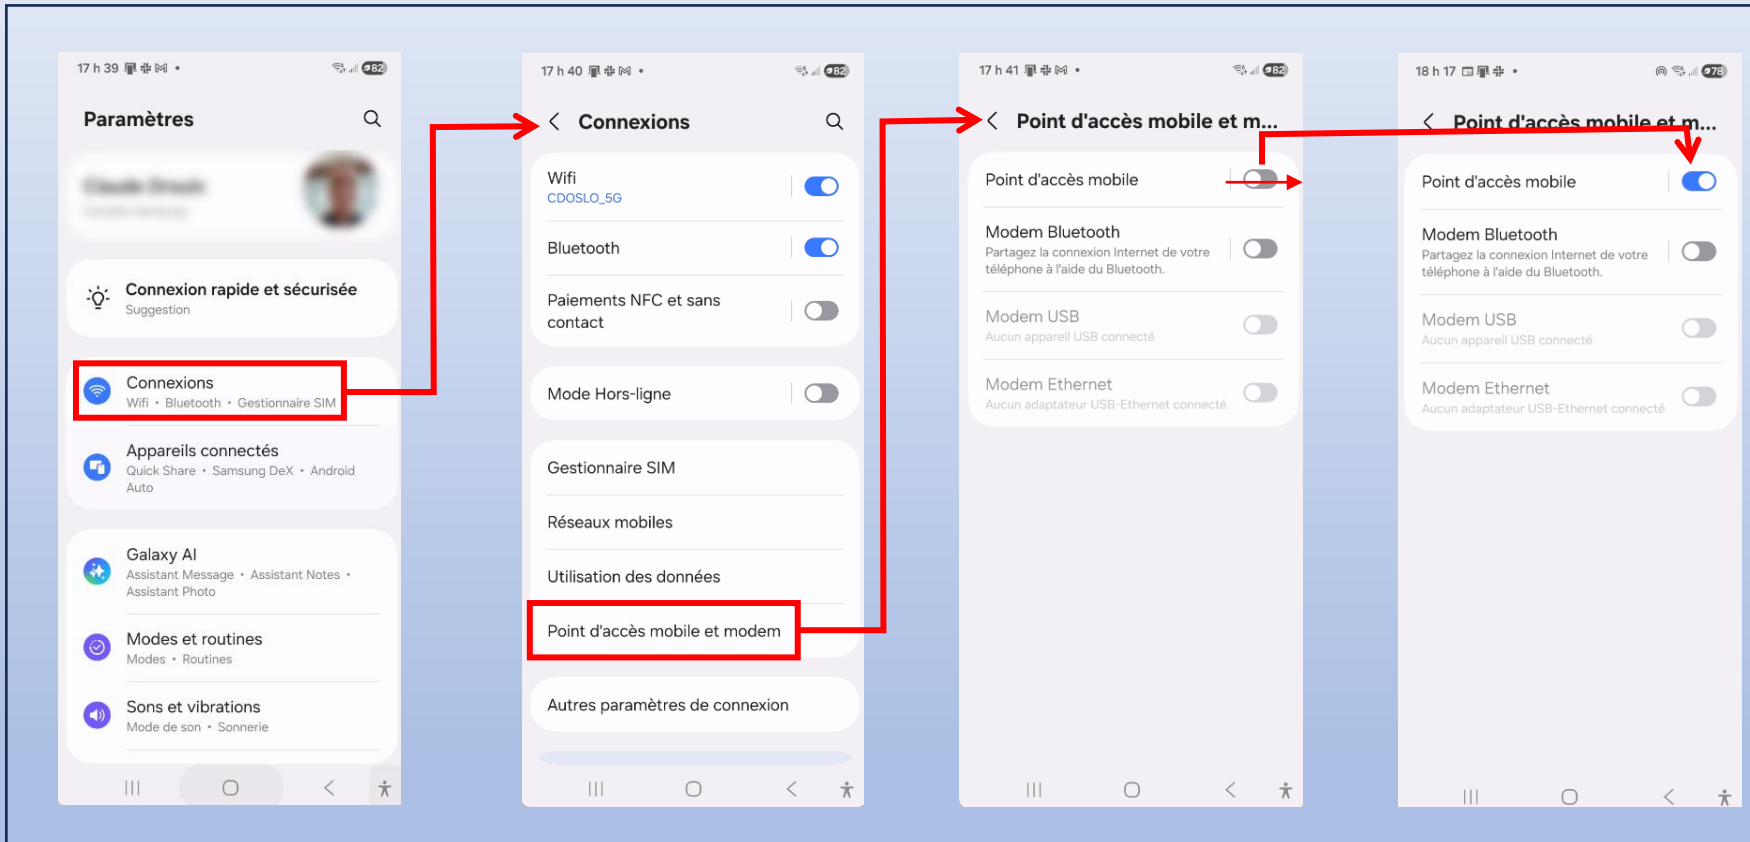 17 h 39
82
Paramètres
Connexion rapide et sécurisée
Suggestion
Connexions
Wifi • Bluetooth • Gestionnaire SIM
Appareils connectés
Quick Share • Samsung DeX • Android
Auto
Galaxy AI
Assistant Message • Assistant Notes •
Assistant Photo
Modes et routines
Modes • Routines
Sons et vibrations
Mode de son • Sonnerie
17 h 40
82
Connexions
Wifi
CDOSLO_5G
Bluetooth
Paiements NFC et sans
contact
Mode Hors-ligne
Gestionnaire SIM
Réseaux mobiles
Utilisation des données
Point d'accès mobile et modem
Autres paramètres de connexion
17 h 41
82
Point d'accès mobile et m...
Point d'accès mobile
Modem Bluetooth
Partagez la connexion Internet de votre
téléphone à l'aide du Bluetooth.
Modem USB
Aucun appareil USB connecté
Modem Ethernet
Aucun adaptateur USB-Ethernet connecté
18 h 17
78
Point d'accès mobile et m...
Point d'accès mobile
Modem Bluetooth
Partagez la connexion Internet de votre
téléphone à l'aide du Bluetooth.
Modem USB
Aucun appareil USB connecté
Modem Ethernet
Aucun adaptateur USB-Ethernet connecté